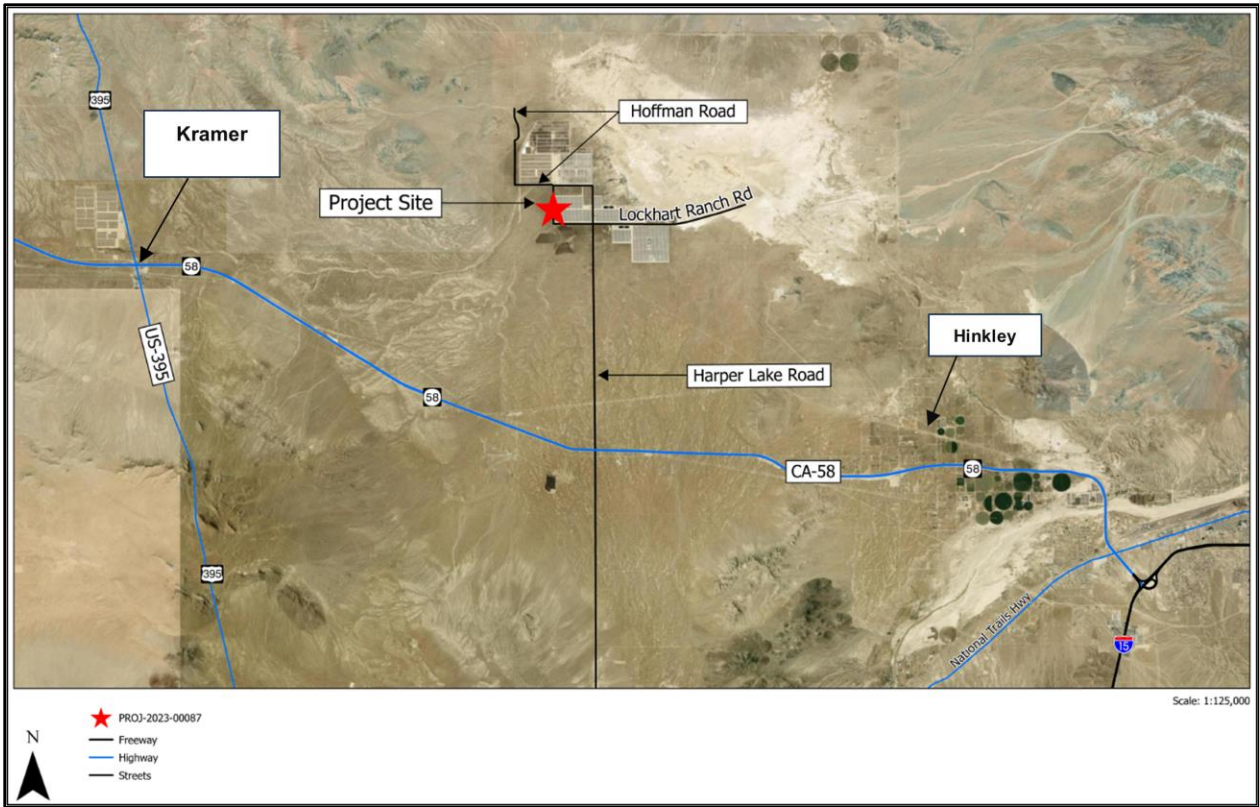 395
Kramer
Hoffman Road
Project Site
Lockhart Ranch Rd
58
US-395
Hinkley
Harper Lake Road
58
CA-58
58
395
National Trails Hwy
15
Scale: 1:125,000
N
PROJ-2023-00087
Freeway
Highway
Streets